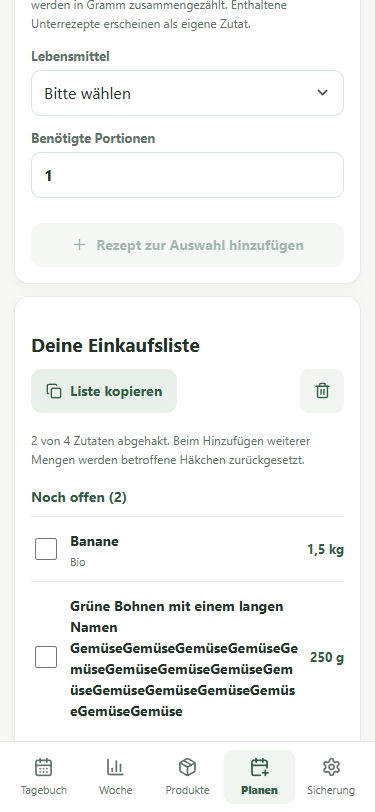 werden in Gramm zusammengezählt. Enthaltene
Unterrezepte erscheinen als eigene Zutat.
Lebensmittel
Bitte wählen
Benötigte Portionen
1
Rezept zur Auswahl hinzufügen
Deine Einkaufsliste
Liste kopieren
2 von 4 Zutaten abgehakt. Beim Hinzufügen weiterer
Mengen werden betroffene Häkchen zurückgesetzt.
Noch offen (2)
Banane
Bio
1,5 kg
Grüne Bohnen mit einem langen
Namen
GemüseGemüseGemüseGemüseGe
müseGemüseGemüseGemüseGem
üseGemüseGemüseGemüseGemüs
eGemüseGemüse
250 g
Tagebuch
Woche
Produkte
Planen
Sicherung